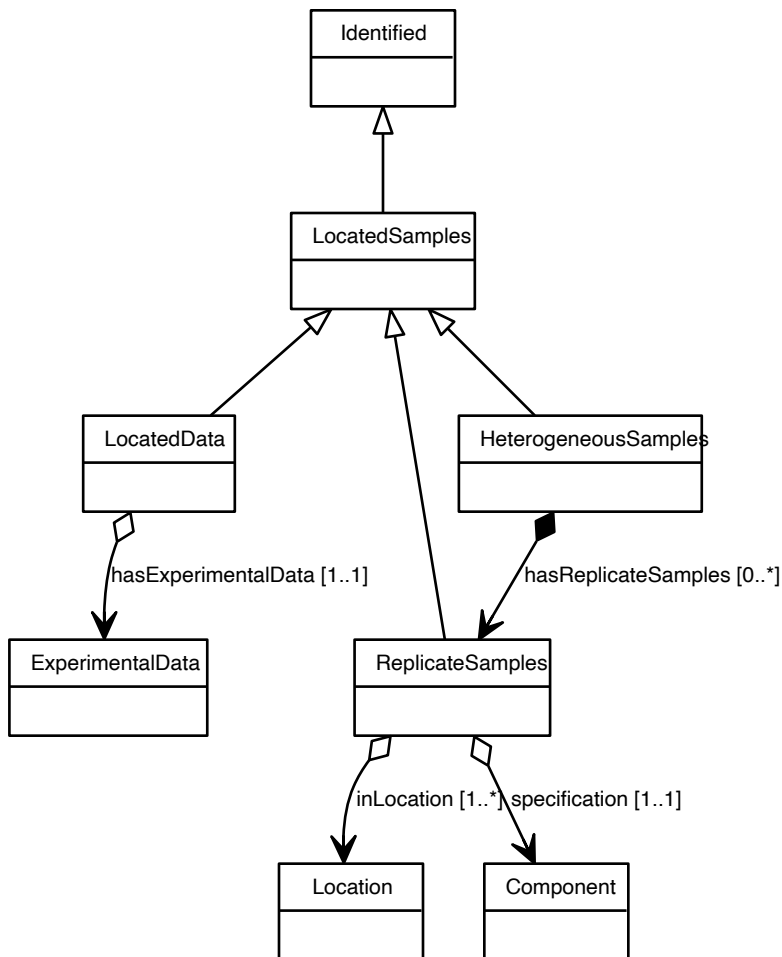 Identified
LocatedSamples
LocatedData
HeterogeneousSamples
hasExperimentalData [1..1]
hasReplicateSamples [0..*]
ExperimentalData
ReplicateSamples
inLocation [1..*]
specification [1..1]
Location
Component